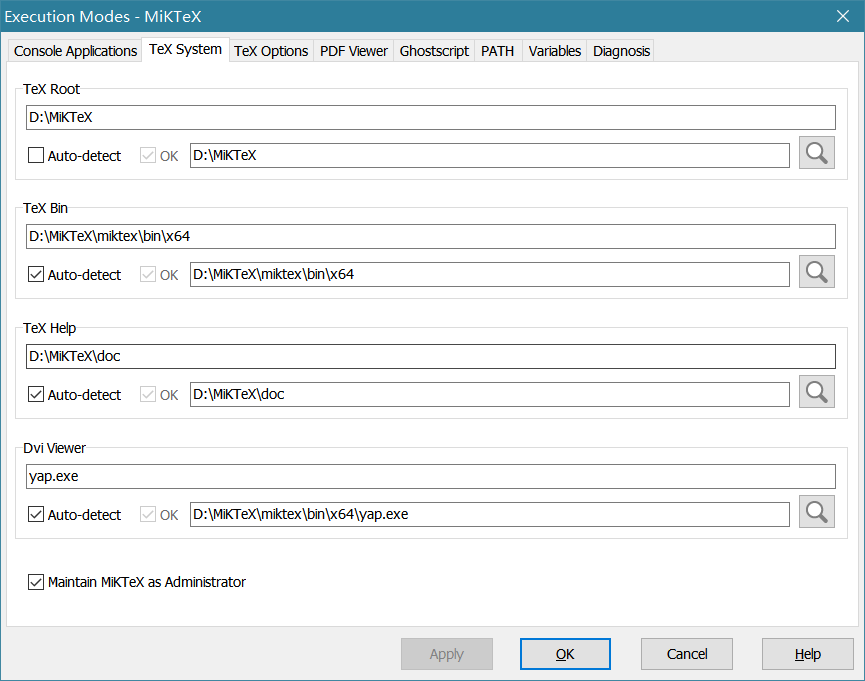 Execution Modes - MiKTeX
Console Applications TeX System TeX Options PDF Viewer Ghostscript PATH Variables Diagnosis
TeX Root
D:\MiKTeX
Auto-detect OK D:\MiKTeX
TeX Bin
D:\MiKTeX\miktex\bin\x64
Auto-detect OK D:\MiKTeX\miktex\bin\x64
TeX Help
D:\MiKTeX\doc
Auto-detect OK D:\MiKTeX\doc
Dvi Viewer
yap.exe
Auto-detect OK D:\MiKTeX\miktex\bin\x64\yap.exe
Maintain MiKTeX as Administrator
Apply OK Cancel Help